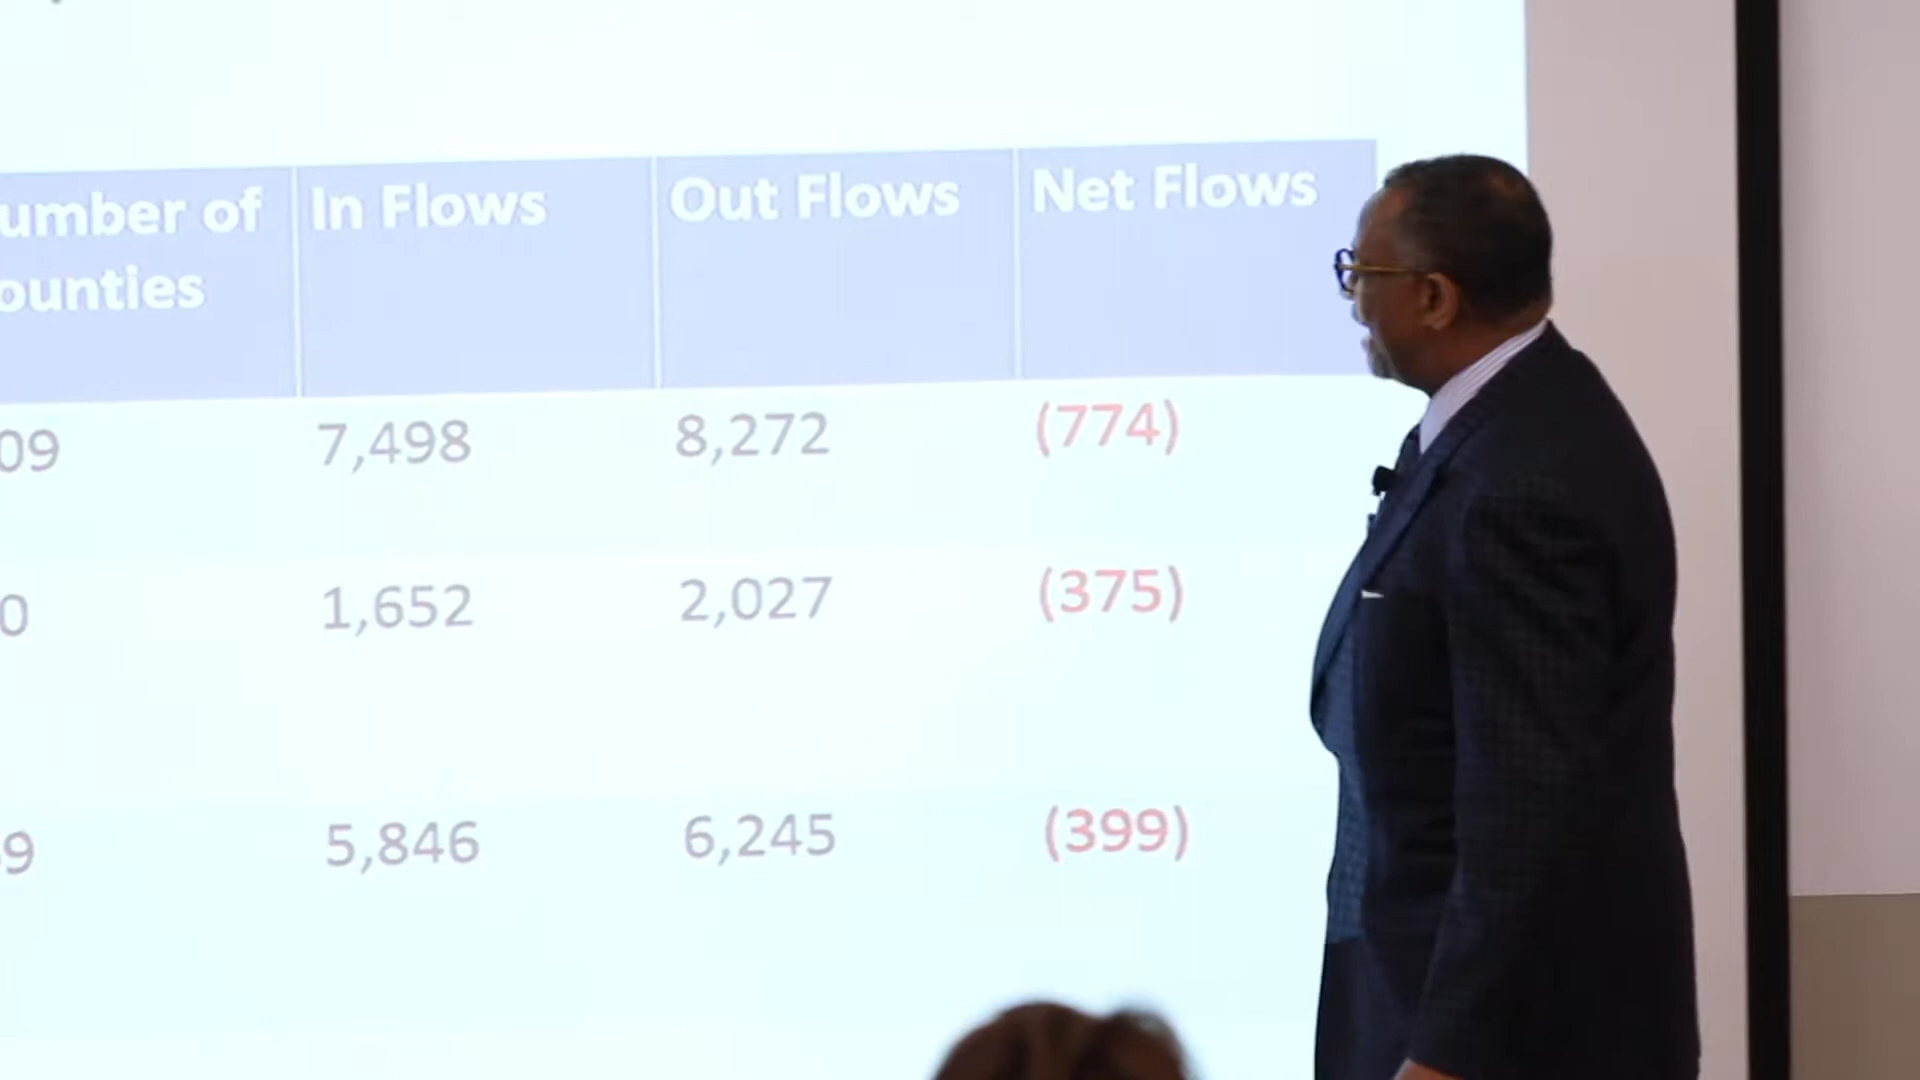 umber of In Flows Out Flows Net Flows
ounties
09 7,498 8,272 (774)
0 1,652 2,027 (375)
9 5,846 6,245 (399)